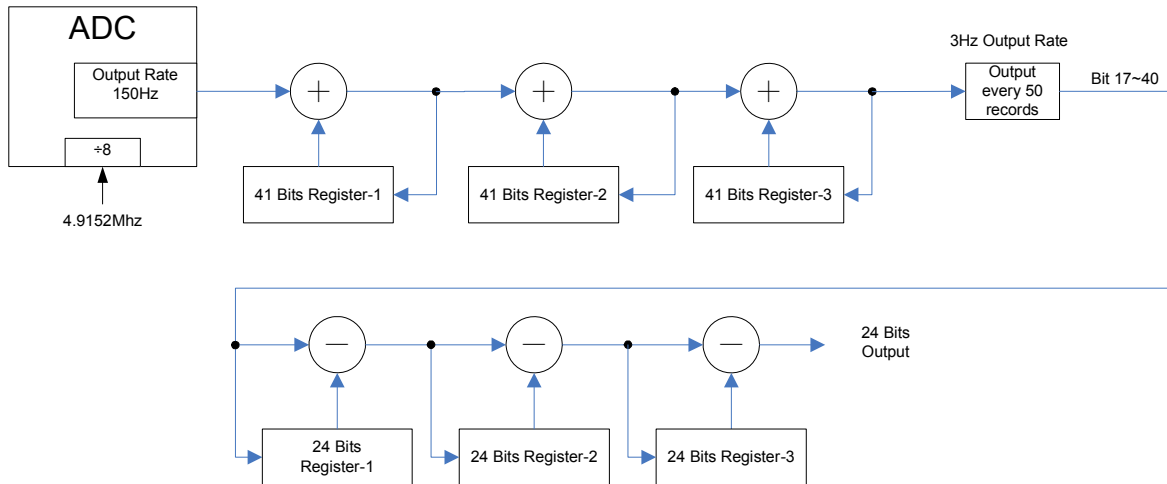 ADC
Output Rate
150Hz
÷8
4.9152Mhz
41 Bits Register-1
41 Bits Register-2
41 Bits Register-3
3Hz Output Rate
Output
every 50
records
Bit 17~40
24 Bits
Register-1
24 Bits Register-2
24 Bits Register-3
24 Bits
Output